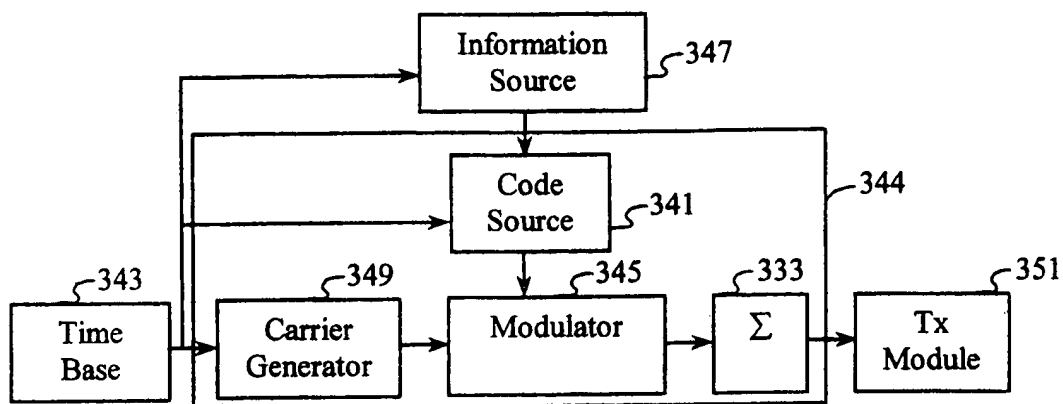 Information
Source
347
Code
Source
341
344
343
Time
Base
349
Carrier
Generator
345
Modulator
333
Σ
351
Tx
Module